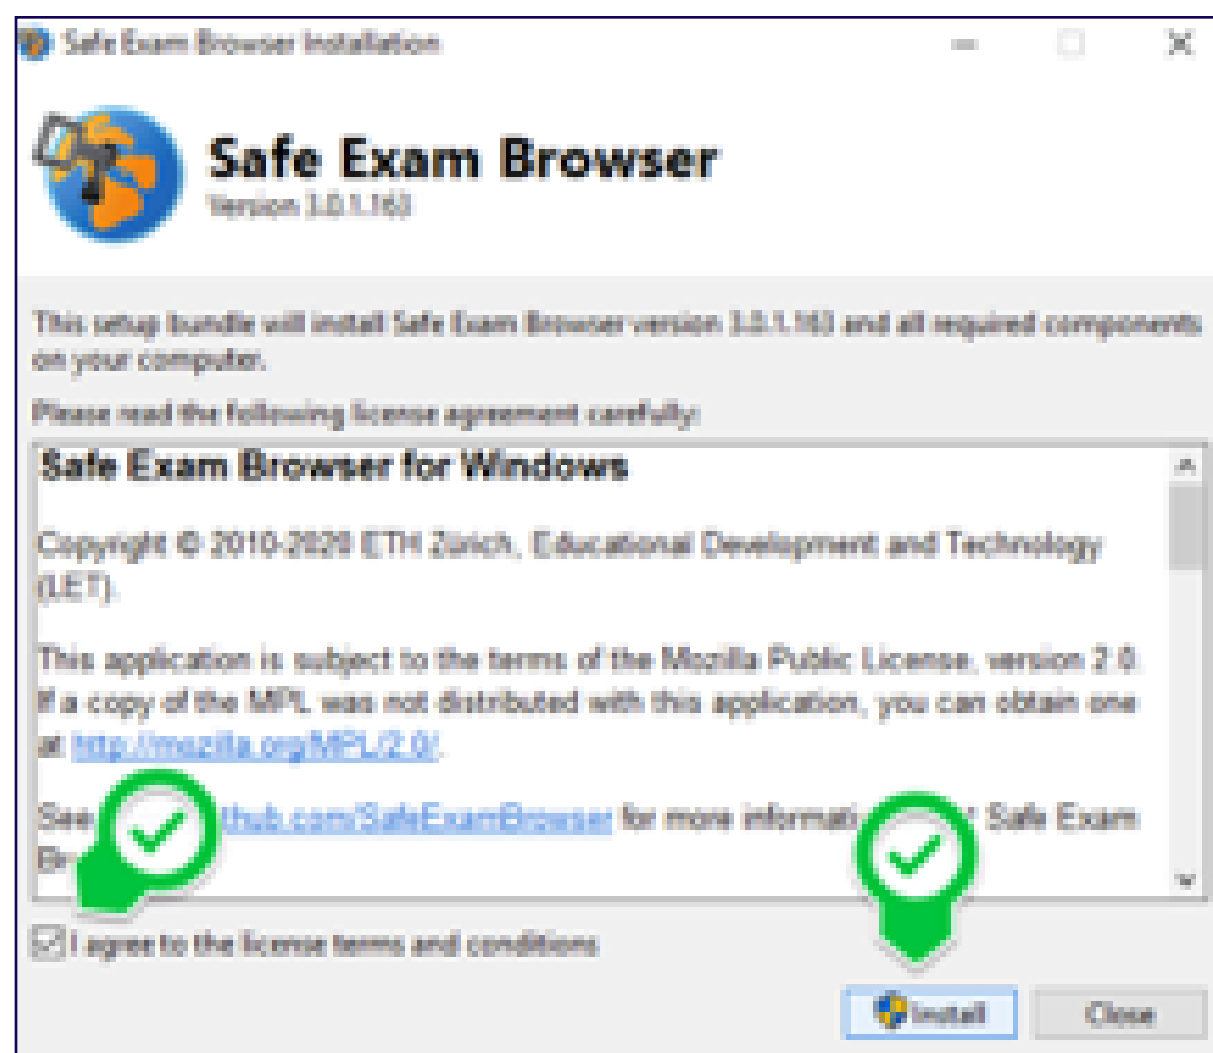 Safe Exam Browser Installation
Safe Exam Browser
Version 3.0.1.163
This setup bundle will install Safe Exam Browser version 3.0.1.163 and all required components
on your computer.
Please read the following license agreement carefully:
Safe Exam Browser for Windows
Copyright © 2010-2020 ETH Zürich, Educational Development and Technology
(LET).
This application is subject to the terms of the Mozilla Public License, version 2.0.
If a copy of the MPL was not distributed with this application, you can obtain one
at http://mozilla.org/MPL/2.0/.
See thub.com/SafeExamBrowser for more informati Safe Exam
I agree to the license terms and conditions
Install
Close